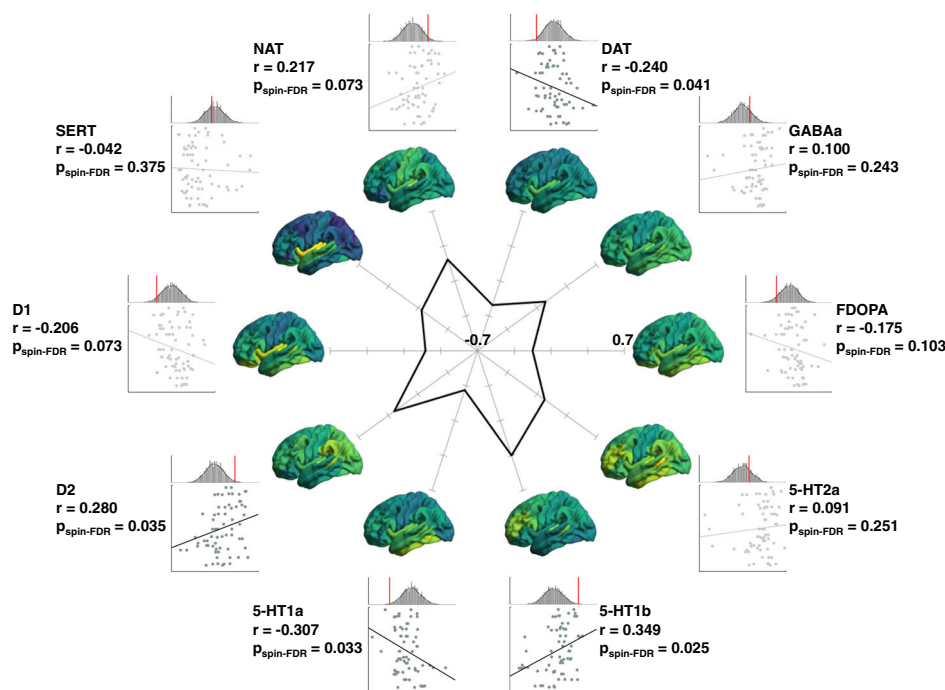 NAT
r = 0.217
pspin-FDR = 0.073
DAT
r = -0.240
pspin-FDR = 0.041
SERT
r = -0.042
pspin-FDR = 0.375
GABAa
r = 0.100
pspin-FDR = 0.243
D1
r = -0.206
pspin-FDR = 0.073
-0.7
0.7
FDOPA
r = -0.175
pspin-FDR = 0.103
D2
r = 0.280
pspin-FDR = 0.035
5-HT2a
r = 0.091
pspin-FDR = 0.251
5-HT1a
r = -0.307
pspin-FDR = 0.033
5-HT1b
r = 0.349
pspin-FDR = 0.025